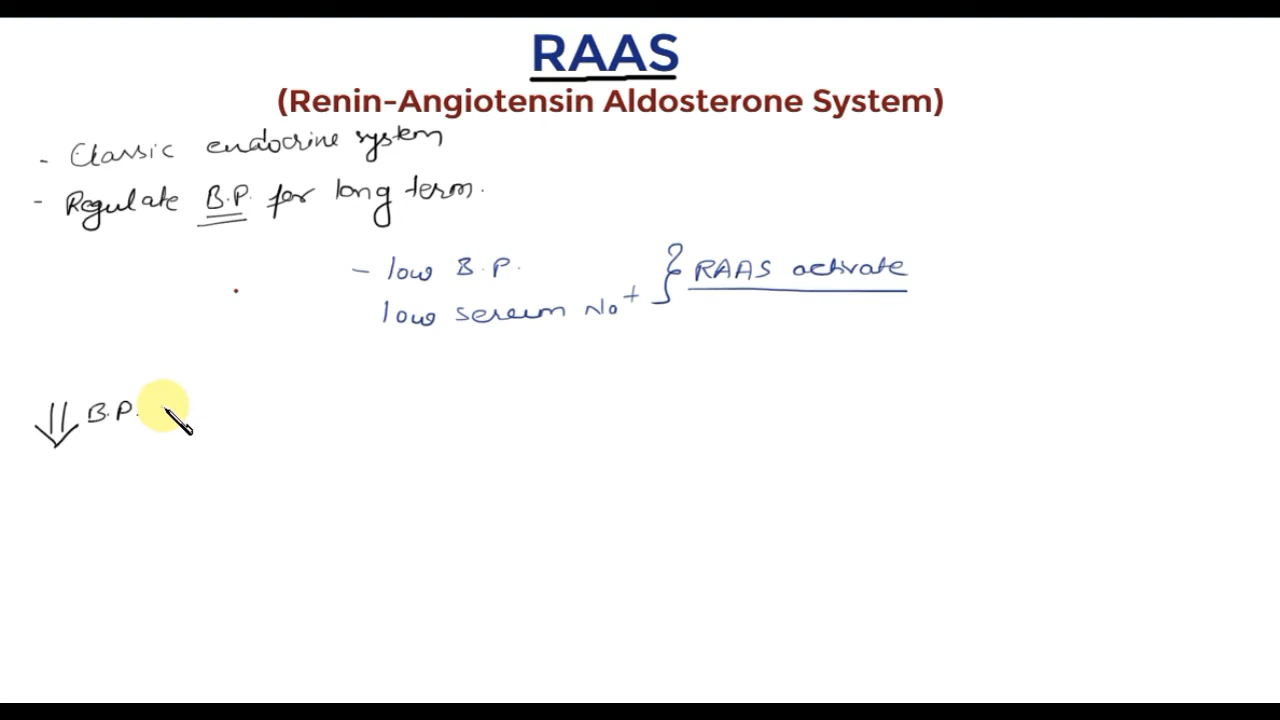 RAAS
(Renin-Angiotensin Aldosterone System)
- Classic endocrine system
- Regulate B.P. for long term.
- low B.P.
low serum Na+ } RAAS activate
⇓ B.P.